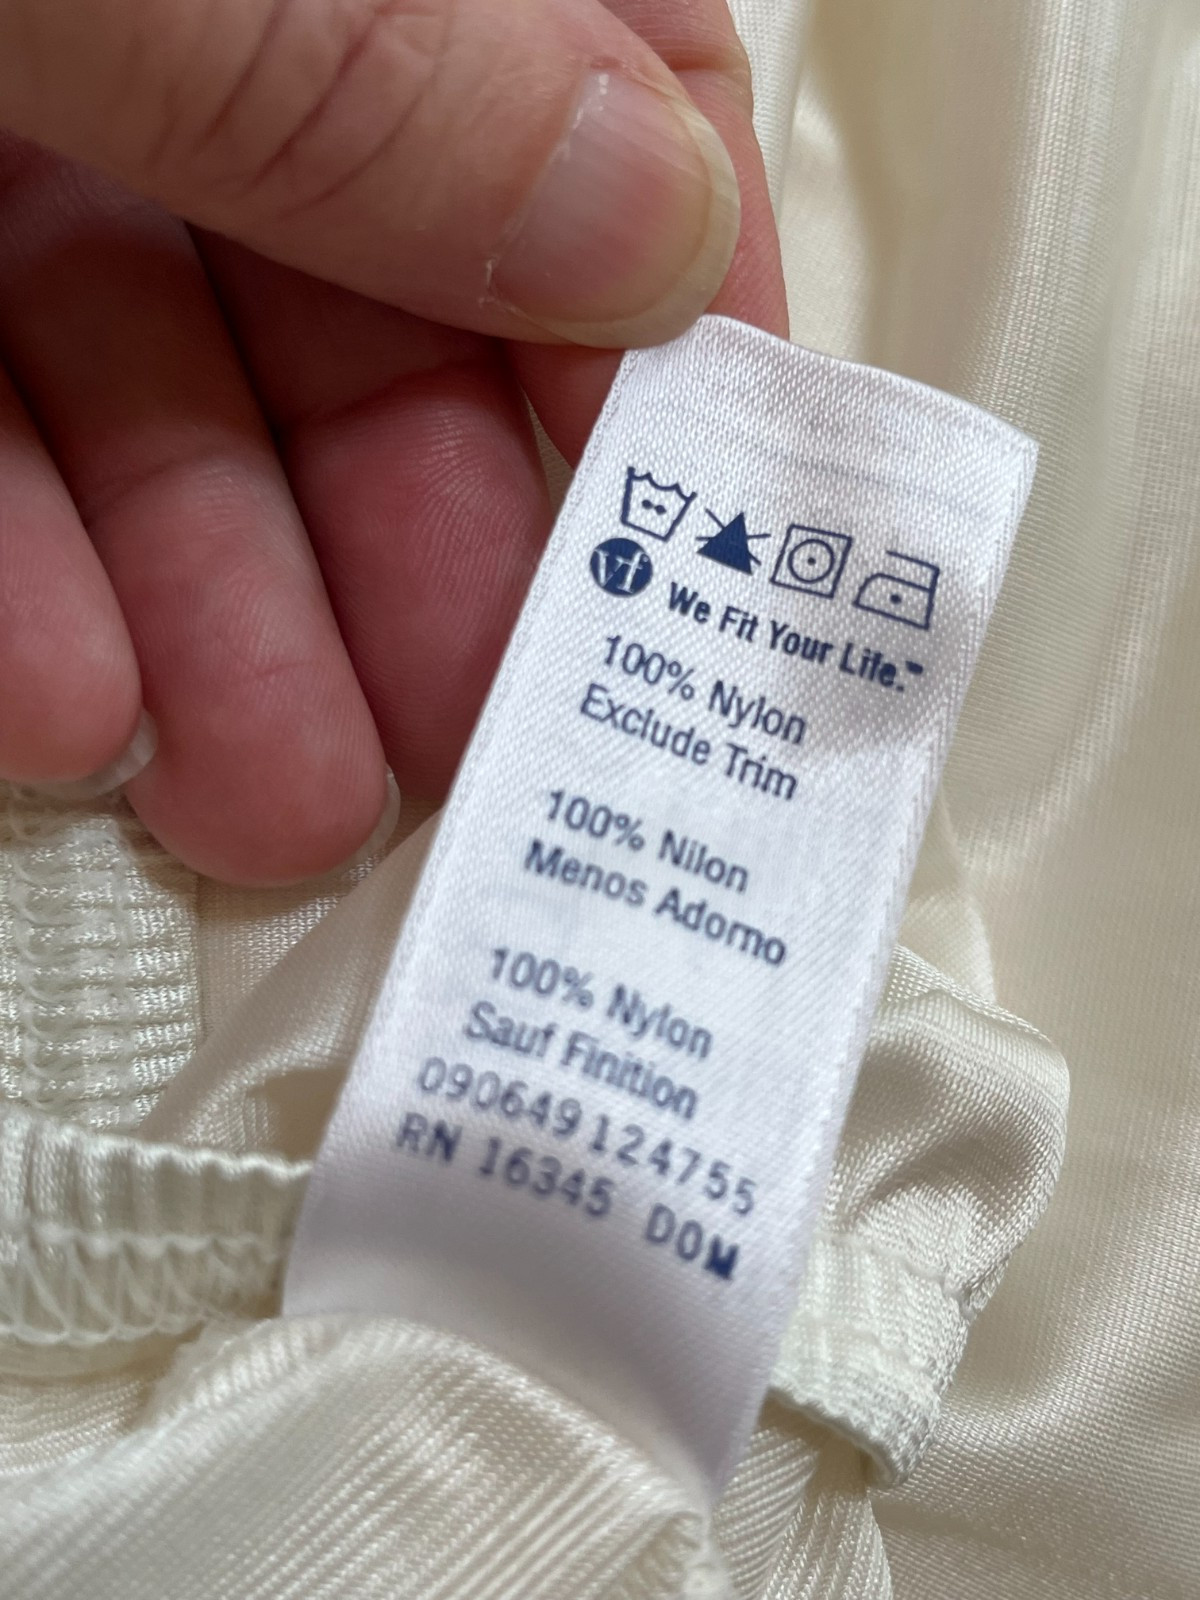 vf We Fit Your Life.™
100% Nylon
Exclude Trim
100% Nilon
Menos Adorno
100% Nylon
Sauf Finition
090649124755
RN 16345 DOM